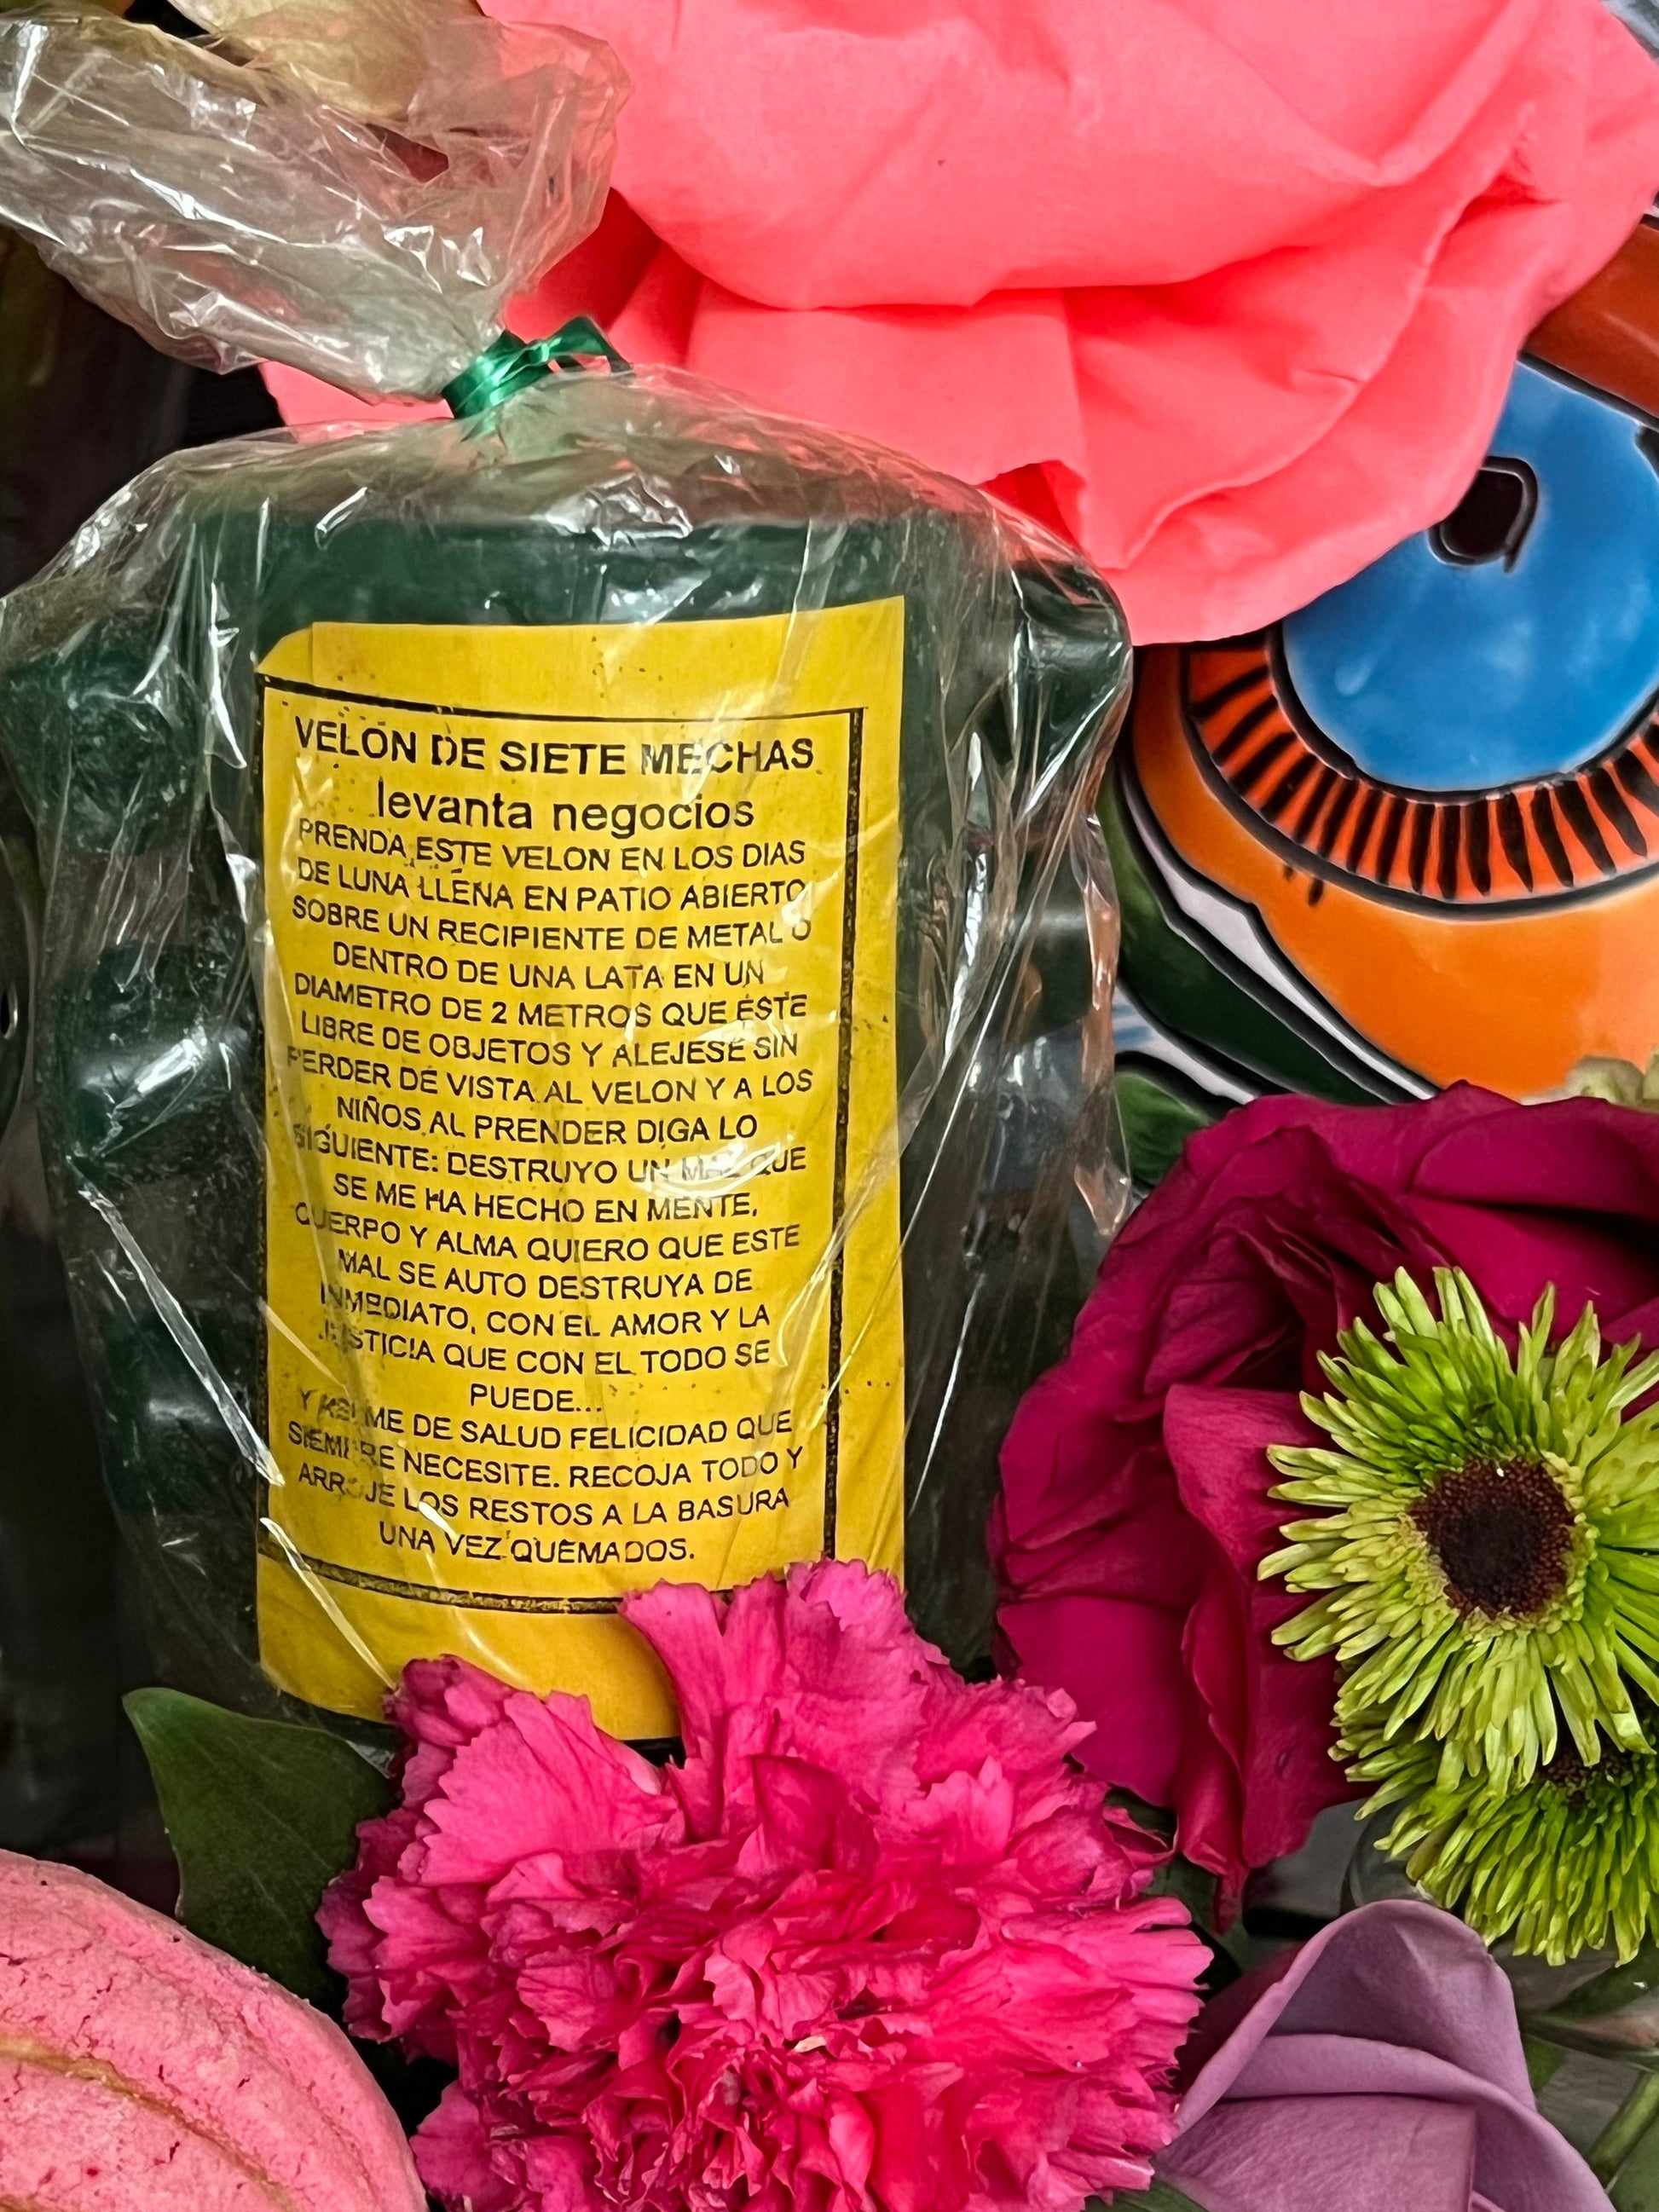 VELON DE SIETE MECHAS
levanta negocios
PRENDA ESTE VELON EN LOS DIAS
DE LUNA LLENA EN PATIO ABIERTO
SOBRE UN RECIPIENTE DE METAL O
DENTRO DE UNA LATA EN UN
DIAMETRO DE 2 METROS QUE ESTE
LIBRE DE OBJETOS Y ALEJESE SIN
PERDER DE VISTA AL VELON Y A LOS
NIÑOS AL PRENDER DIGA LO
SIGUIENTE: DESTRUYO UN MAL QUE
SE ME HA HECHO EN MENTE,
CUERPO Y ALMA QUIERO QUE ESTE
MAL SE AUTO DESTRUYA DE
INMEDIATO, CON EL AMOR Y LA
JUSTICIA QUE CON EL TODO SE
PUEDE...
Y DE SALUD FELICIDAD QUE
SIEMPRE NECESITE. RECOJA TODO Y
ARROJE LOS RESTOS A LA BASURA
UNA VEZ QUEMADOS.